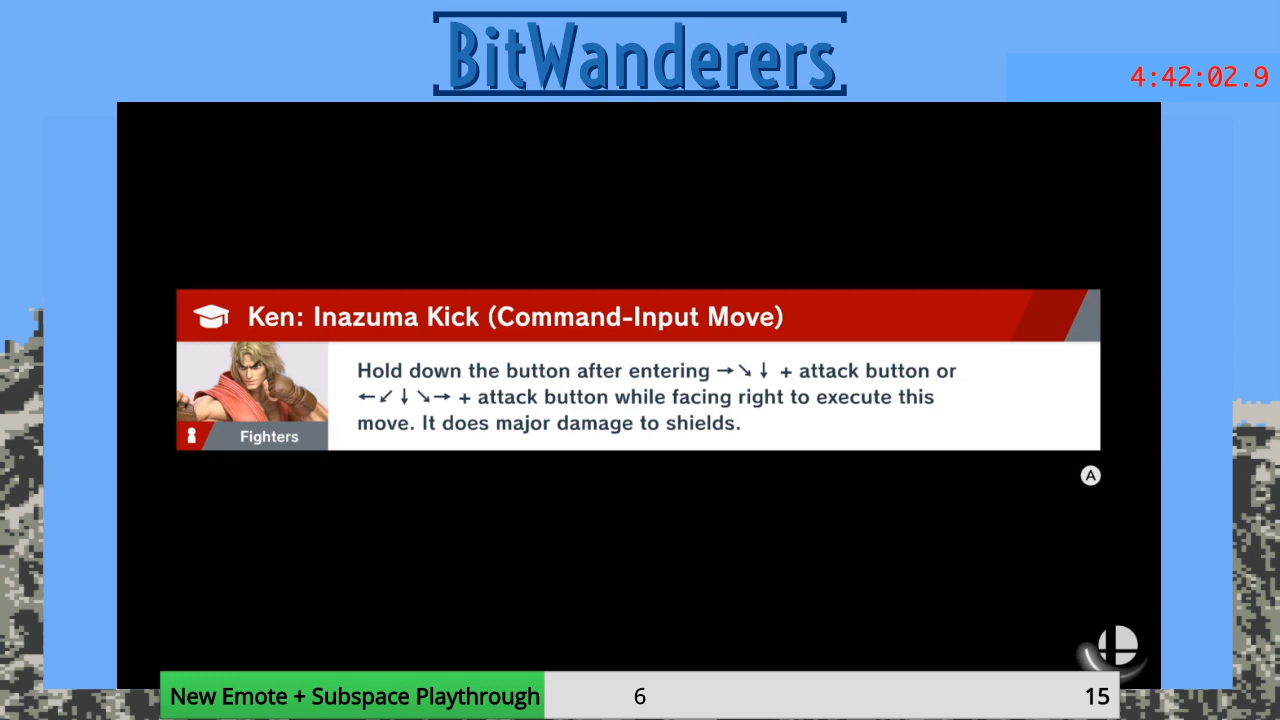 BitWanderers
4:42:02.9
Ken: Inazuma Kick (Command-Input Move)
Hold down the button after entering →↘↓ + attack button or
←↙↓↘→ + attack button while facing right to execute this
move. It does major damage to shields.
Fighters
A
New Emote + Subspace Playthrough 6 15